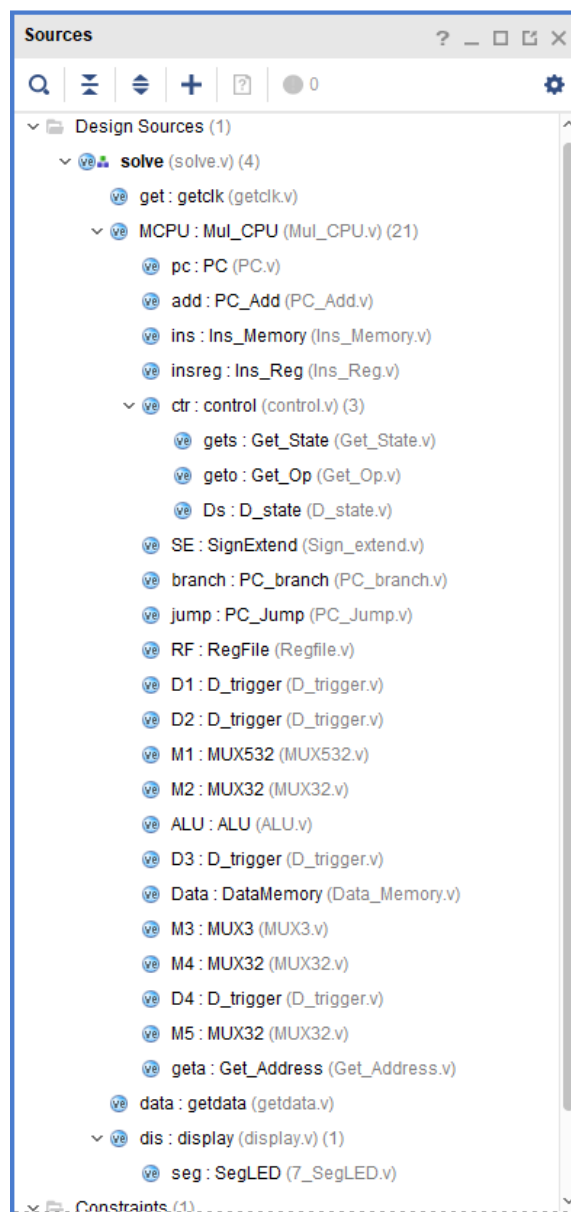 Sources
0
Design Sources (1)
solve (solve.v) (4)
get : getclk (getclk.v)
MCPU : Mul_CPU (Mul_CPU.v) (21)
pc : PC (PC.v)
add : PC_Add (PC_Add.v)
ins : Ins_Memory (Ins_Memory.v)
insreg : Ins_Reg (Ins_Reg.v)
ctr : control (control.v) (3)
gets : Get_State (Get_State.v)
geto : Get_Op (Get_Op.v)
Ds : D_state (D_state.v)
SE : SignExtend (Sign_extend.v)
branch : PC_branch (PC_branch.v)
jump : PC_Jump (PC_Jump.v)
RF : RegFile (Regfile.v)
D1 : D_trigger (D_trigger.v)
D2 : D_trigger (D_trigger.v)
M1 : MUX532 (MUX532.v)
M2 : MUX32 (MUX32.v)
ALU : ALU (ALU.v)
D3 : D_trigger (D_trigger.v)
Data : DataMemory (Data_Memory.v)
M3 : MUX3 (MUX3.v)
M4 : MUX32 (MUX32.v)
D4 : D_trigger (D_trigger.v)
M5 : MUX32 (MUX32.v)
geta : Get_Address (Get_Address.v)
data : getdata (getdata.v)
dis : display (display.v) (1)
seg : SegLED (7_SegLED.v)
Constraints (1)